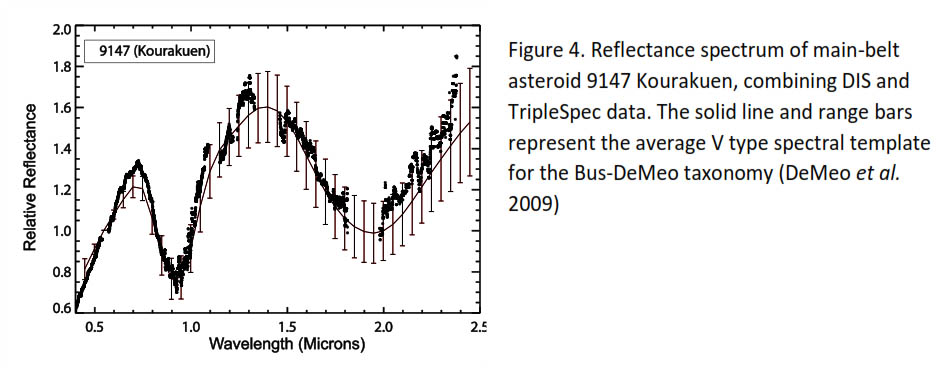 2.0
9147 (Kourakuen)
1.8
1.6
1.4
1.2
1.0
0.8
0.6
Relative Reflectance
0.5 1.0 1.5 2.0 2.5
Wavelength (Microns)
Figure 4. Reflectance spectrum of main-belt
asteroid 9147 Kourakuen, combining DIS and
TripleSpec data. The solid line and range bars
represent the average V type spectral template
for the Bus-DeMeo taxonomy (DeMeo et al.
2009)